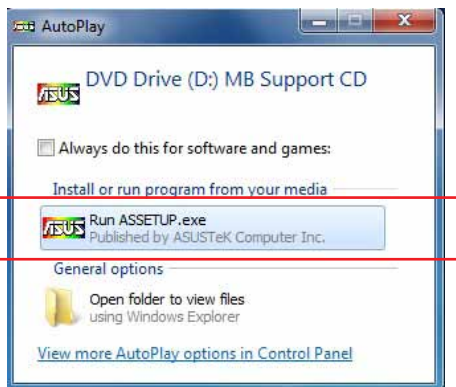 AutoPlay
DVD Drive (D:) MB Support CD
Always do this for software and games:
Install or run program from your media
Run ASSETUP.exe
Published by ASUSTeK Computer Inc.
General options
Open folder to view files
using Windows Explorer
View more AutoPlay options in Control Panel